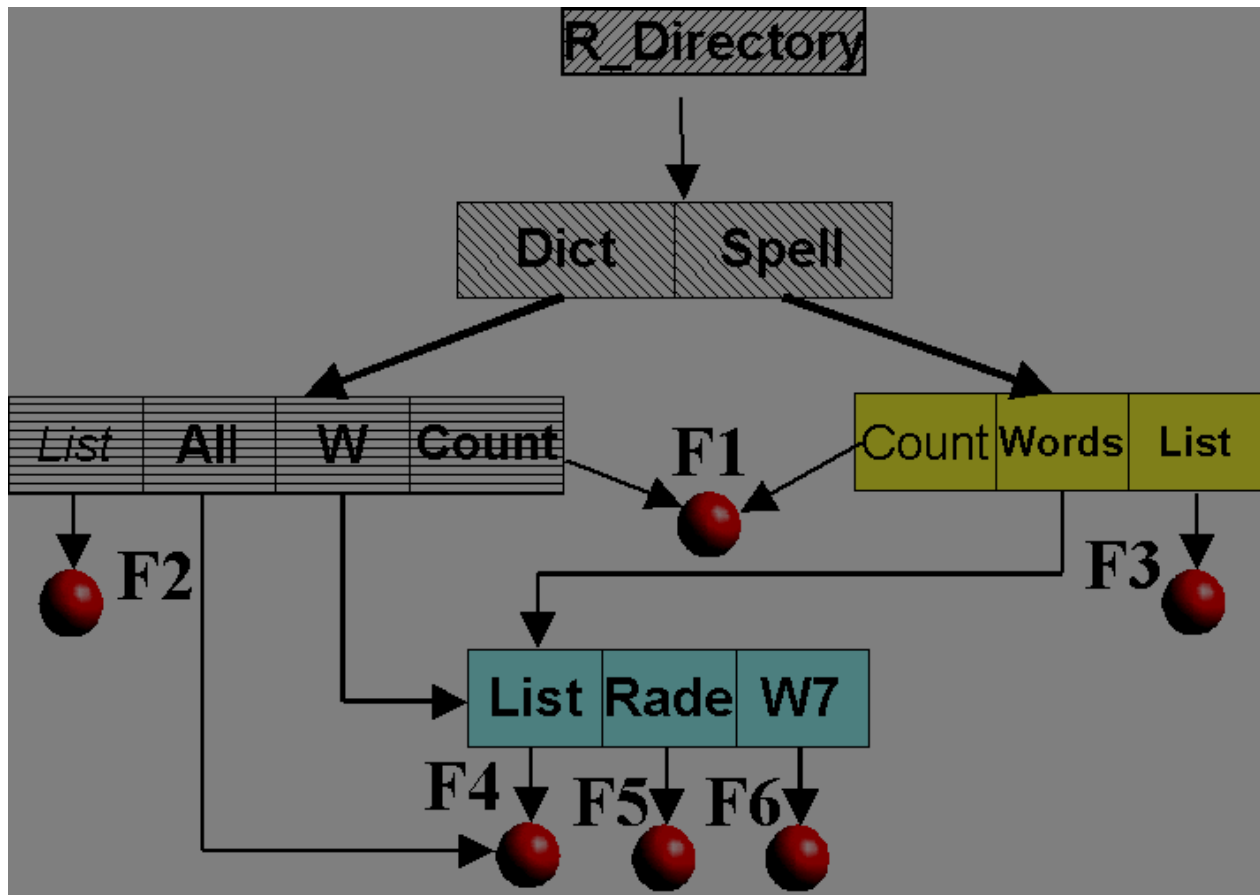 R_Directory
Dict Spell
List All W Count
F1
Count Words List
F2
F3
List Rade W7
F4 F5 F6